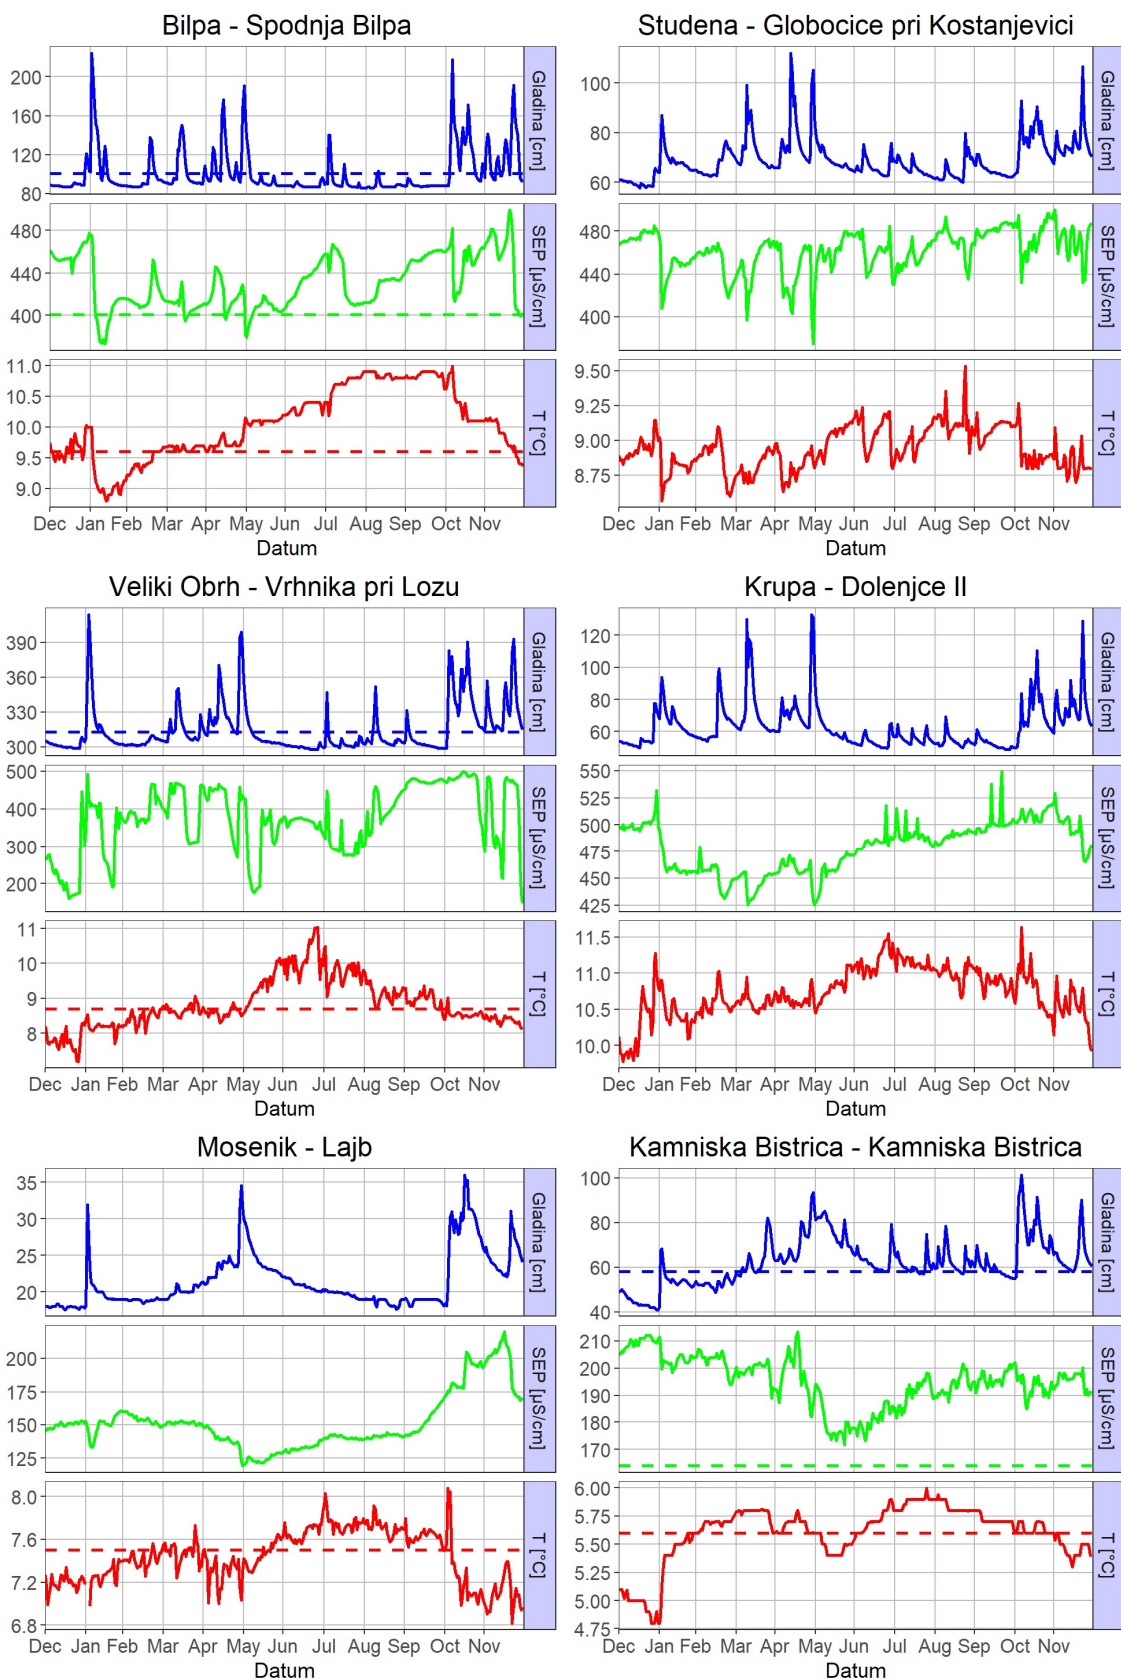 Bilpa - Spodnja Bilpa
200
160
120
80
Gladina [cm]
480
440
400
SEP [µS/cm]
11.0
10.5
10.0
9.5
9.0
T [°C]
Dec Jan Feb Mar Apr May Jun Jul Aug Sep Oct Nov
Datum
Studena - Globocice pri Kostanjevici
100
80
60
Gladina [cm]
480
440
400
SEP [µS/cm]
9.50
9.25
9.00
8.75
T [°C]
Dec Jan Feb Mar Apr May Jun Jul Aug Sep Oct Nov
Datum
Veliki Obrh - Vrhnika pri Lozu
390
360
330
300
Gladina [cm]
500
400
300
200
SEP [µS/cm]
11
10
9
8
T [°C]
Dec Jan Feb Mar Apr May Jun Jul Aug Sep Oct Nov
Datum
Krupa - Dolenjce II
120
100
80
60
Gladina [cm]
550
525
500
475
450
425
SEP [µS/cm]
11.5
11.0
10.5
10.0
T [°C]
Dec Jan Feb Mar Apr May Jun Jul Aug Sep Oct Nov
Datum
Mosenik - Lajb
35
30
25
20
Gladina [cm]
200
175
150
125
SEP [µS/cm]
8.0
7.6
7.2
6.8
T [°C]
Dec Jan Feb Mar Apr May Jun Jul Aug Sep Oct Nov
Datum
Kamniska Bistrica - Kamniska Bistrica
100
80
60
40
Gladina [cm]
210
200
190
180
170
SEP [µS/cm]
6.00
5.75
5.50
5.25
5.00
4.75
T [°C]
Dec Jan Feb Mar Apr May Jun Jul Aug Sep Oct Nov
Datum